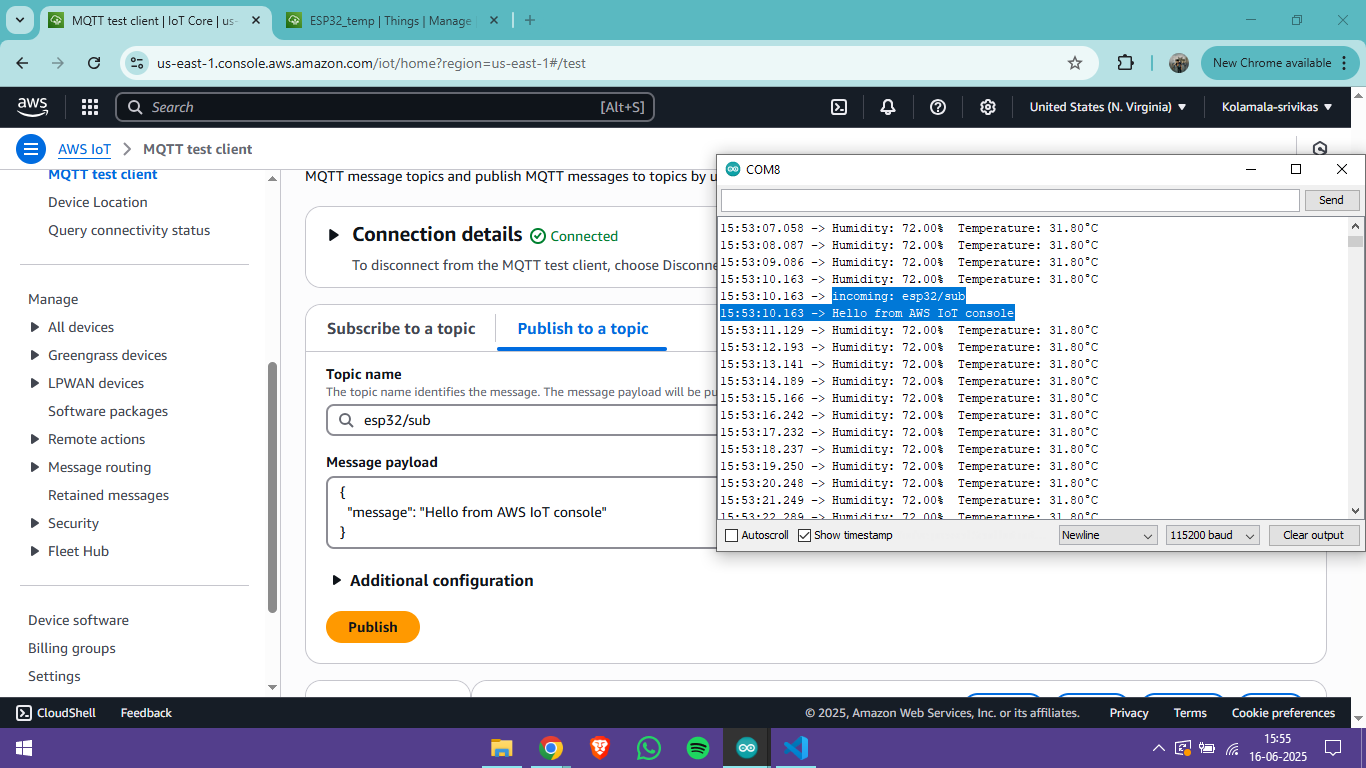 MQTT test client | IoT Core | us-
ESP32_temp | Things | Manage
us-east-1.console.aws.amazon.com/iot/home?region=us-east-1#/test
New Chrome available
aws
Search
[Alt+S]
United States (N. Virginia)
Kolamala-srivikas
AWS IoT
MQTT test client
MQTT test client
Device Location
Query connectivity status
Manage
All devices
Greengrass devices
LPWAN devices
Software packages
Remote actions
Message routing
Retained messages
Security
Fleet Hub
Device software
Billing groups
Settings
MQTT message topics and publish MQTT messages to topics by u
Connection details
Connected
To disconnect from the MQTT test client, choose Disconne
Subscribe to a topic
Publish to a topic
Topic name
The topic name identifies the message. The message payload will be pu
esp32/sub
Message payload
{
"message": "Hello from AWS IoT console"
}
Additional configuration
Publish
COM8
Send
15:53:07.058 -> Humidity: 72.00%  Temperature: 31.80°C
15:53:08.087 -> Humidity: 72.00%  Temperature: 31.80°C
15:53:09.086 -> Humidity: 72.00%  Temperature: 31.80°C
15:53:10.163 -> Humidity: 72.00%  Temperature: 31.80°C
15:53:10.163 -> incoming: esp32/sub
15:53:10.163 -> Hello from AWS IoT console
15:53:11.129 -> Humidity: 72.00%  Temperature: 31.80°C
15:53:12.193 -> Humidity: 72.00%  Temperature: 31.80°C
15:53:13.141 -> Humidity: 72.00%  Temperature: 31.80°C
15:53:14.189 -> Humidity: 72.00%  Temperature: 31.80°C
15:53:15.166 -> Humidity: 72.00%  Temperature: 31.80°C
15:53:16.242 -> Humidity: 72.00%  Temperature: 31.80°C
15:53:17.232 -> Humidity: 72.00%  Temperature: 31.80°C
15:53:18.237 -> Humidity: 72.00%  Temperature: 31.80°C
15:53:19.250 -> Humidity: 72.00%  Temperature: 31.80°C
15:53:20.248 -> Humidity: 72.00%  Temperature: 31.80°C
15:53:21.249 -> Humidity: 72.00%  Temperature: 31.80°C
15:53:22.289 -> Humidity: 72.00%  Temperature: 31.80°C
Autoscroll
Show timestamp
Newline
115200 baud
Clear output
CloudShell
Feedback
© 2025, Amazon Web Services, Inc. or its affiliates.
Privacy
Terms
Cookie preferences
15:55
16-06-2025